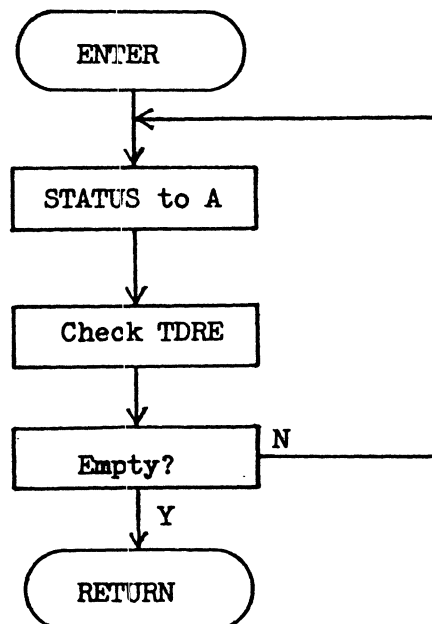 ENTER
STATUS to A
Check TDRE
N
Empty?
Y
RETURN